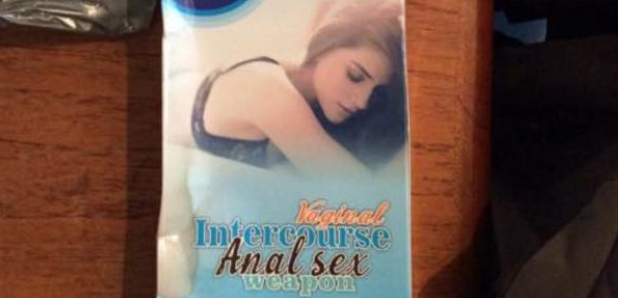 Vaginal
Intercourse
Anal sex
weapon